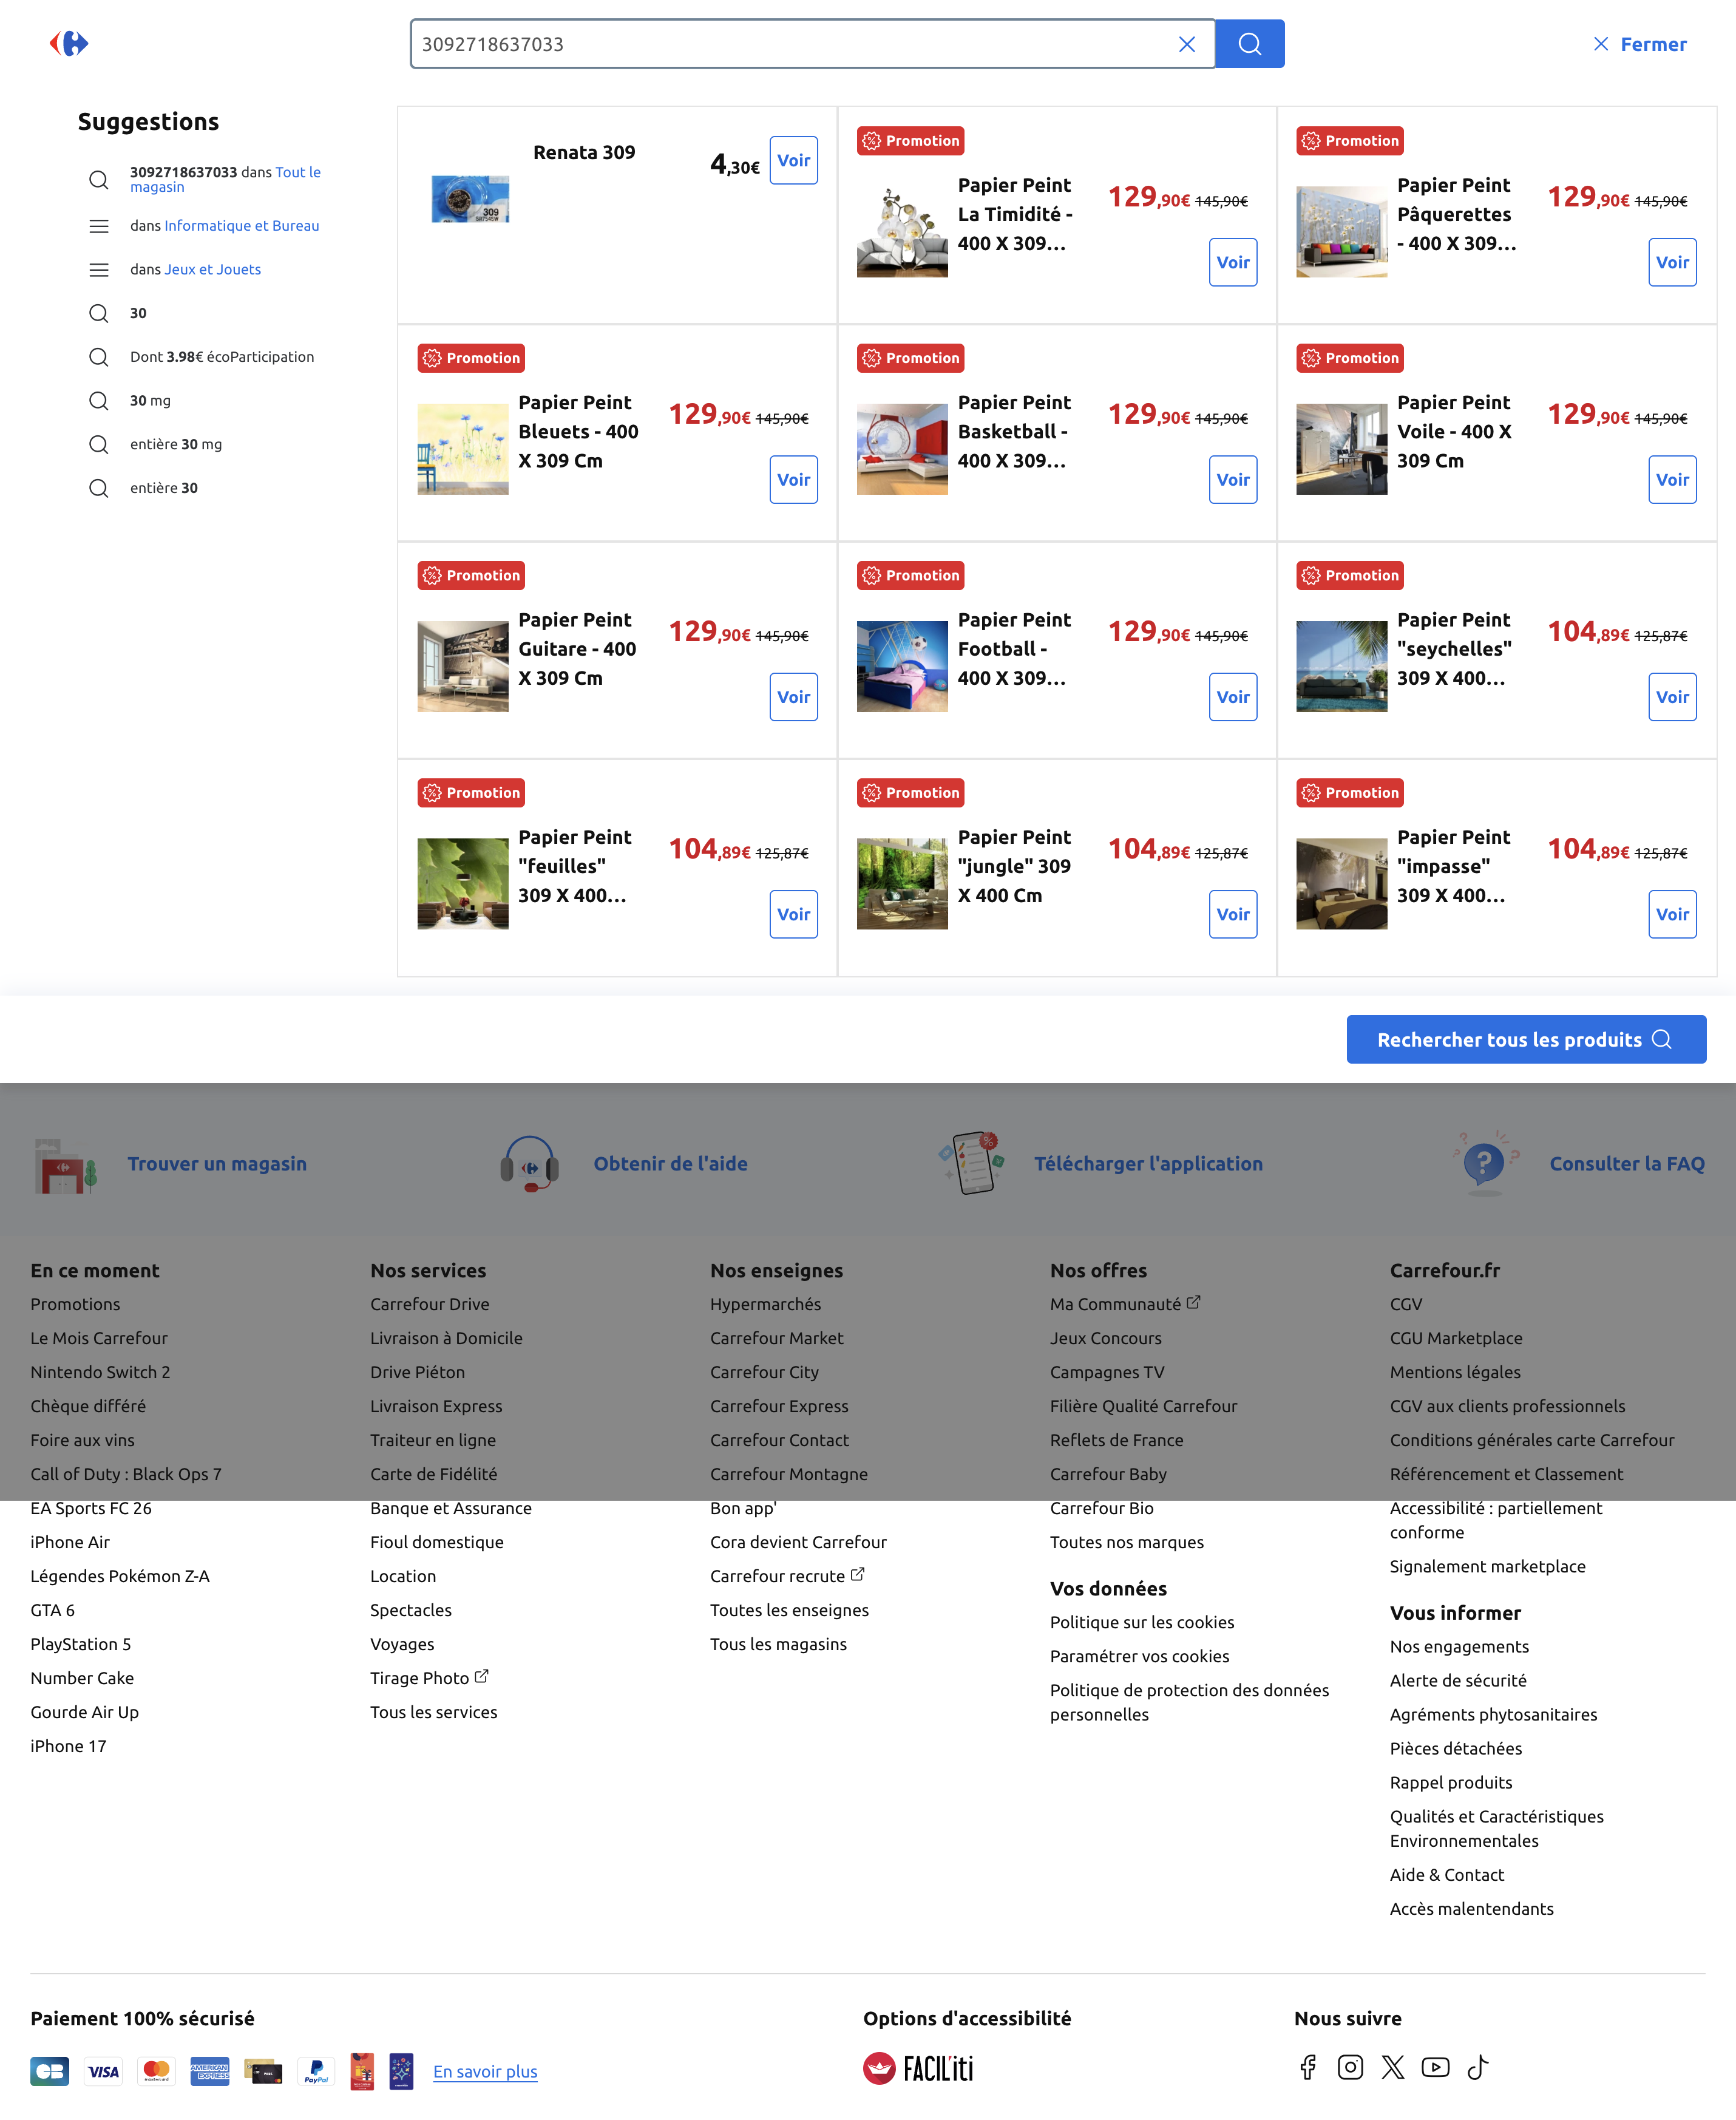 3092718637033
Fermer
Suggestions
3092718637033 dans Tout le
magasin
dans Informatique et Bureau
dans Jeux et Jouets
30
Dont 3.98€ écoParticipation
30 mg
entière 30 mg
entière 30
309
Renata 309
4,30€
Voir
Promotion
Papier Peint
La Timidité -
400 X 309...
129,90€ 145,90€
Voir
Promotion
Papier Peint
Pâquerettes
- 400 X 309...
129,90€ 145,90€
Voir
Promotion
Papier Peint
Bleuets - 400
X 309 Cm
129,90€ 145,90€
Voir
Promotion
Papier Peint
Basketball -
400 X 309...
129,90€ 145,90€
Voir
Promotion
Papier Peint
Voile - 400 X
309 Cm
129,90€ 145,90€
Voir
Promotion
Papier Peint
Guitare - 400
X 309 Cm
129,90€ 145,90€
Voir
Promotion
Papier Peint
Football -
400 X 309...
129,90€ 145,90€
Voir
Promotion
Papier Peint
"seychelles"
309 X 400...
104,89€ 125,87€
Voir
Promotion
Papier Peint
"feuilles"
309 X 400...
104,89€ 125,87€
Voir
Promotion
Papier Peint
"jungle" 309
X 400 Cm
104,89€ 125,87€
Voir
Promotion
Papier Peint
"impasse"
309 X 400...
104,89€ 125,87€
Voir
Rechercher tous les produits
Trouver un magasin
Obtenir de l'aide
Télécharger l'application
Consulter la FAQ
En ce moment
Promotions
Le Mois Carrefour
Nintendo Switch 2
Chèque différé
Foire aux vins
Call of Duty : Black Ops 7
EA Sports FC 26
iPhone Air
Légendes Pokémon Z-A
GTA 6
PlayStation 5
Number Cake
Gourde Air Up
iPhone 17
Nos services
Carrefour Drive
Livraison à Domicile
Drive Piéton
Livraison Express
Traiteur en ligne
Carte de Fidélité
Banque et Assurance
Fioul domestique
Location
Spectacles
Voyages
Tirage Photo
Tous les services
Nos enseignes
Hypermarchés
Carrefour Market
Carrefour City
Carrefour Express
Carrefour Contact
Carrefour Montagne
Bon app'
Cora devient Carrefour
Carrefour recrute
Toutes les enseignes
Tous les magasins
Nos offres
Ma Communauté
Jeux Concours
Campagnes TV
Filière Qualité Carrefour
Reflets de France
Carrefour Baby
Carrefour Bio
Toutes nos marques
Vos données
Politique sur les cookies
Paramétrer vos cookies
Politique de protection des données
personnelles
Carrefour.fr
CGV
CGU Marketplace
Mentions légales
CGV aux clients professionnels
Conditions générales carte Carrefour
Référencement et Classement
Accessibilité : partiellement
conforme
Signalement marketplace
Vous informer
Nos engagements
Alerte de sécurité
Agréments phytosanitaires
Pièces détachées
Rappel produits
Qualités et Caractéristiques
Environnementales
Aide & Contact
Accès malentendants
Paiement 100% sécurisé
CB
VISA
mastercard
AMERICAN
EXPRESS
PayPal
En savoir plus
Options d'accessibilité
FACIL'iti
Nous suivre